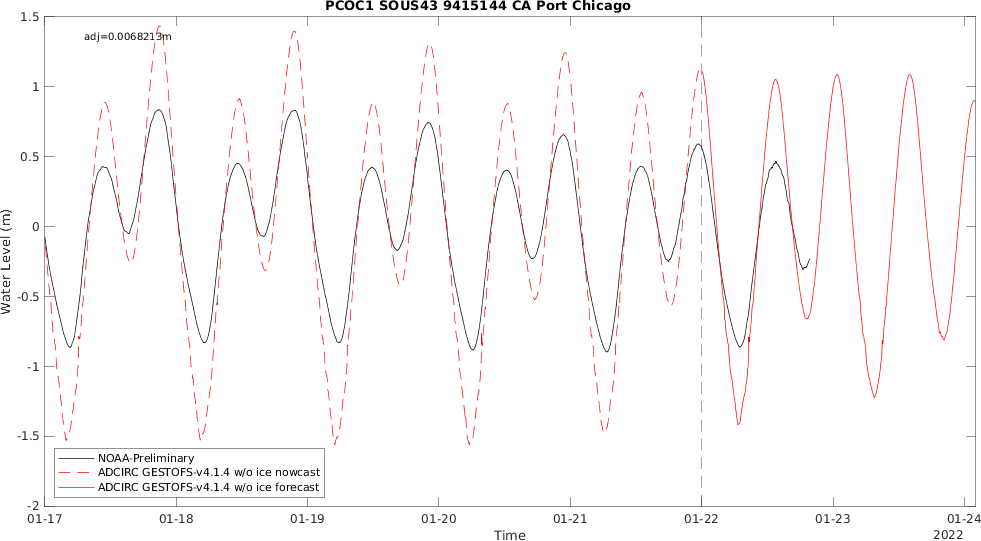 PCOC1 SOUS43 9415144 CA Port Chicago
adj=0.0068213m
1.5
1
0.5
0
-0.5
-1
-1.5
-2
Water Level (m)
NOAA-Preliminary
ADCIRC GESTOFS-v4.1.4 w/o ice nowcast
ADCIRC GESTOFS-v4.1.4 w/o ice forecast
01-17 01-18 01-19 01-20 01-21 01-22 01-23 01-24
Time
2022